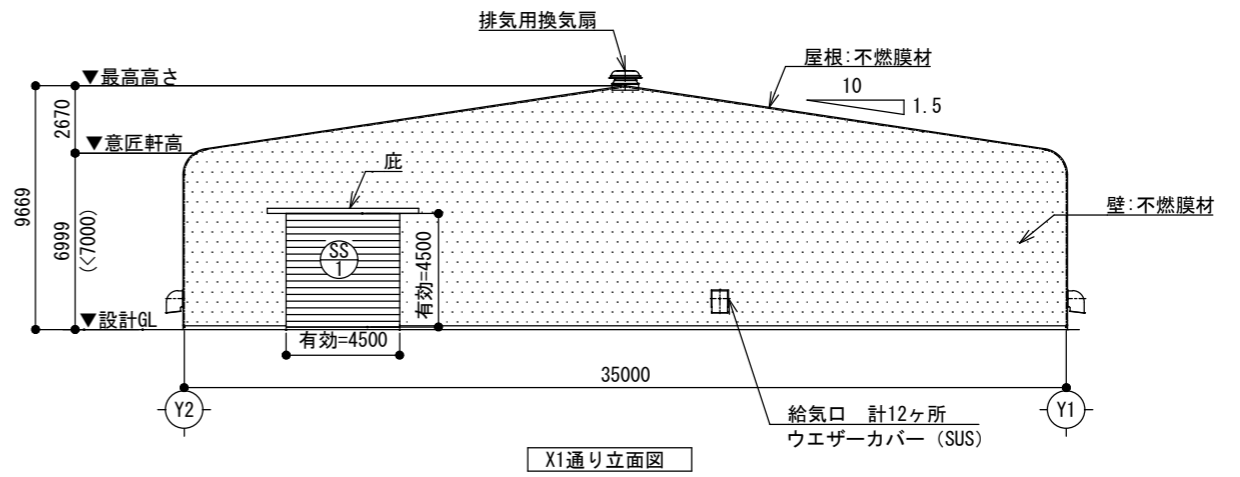 排気用換気扇
▼最高高さ
屋根:不燃膜材
10
1.5
2670
▼意匠軒高
庇
9669
6999
(<7000)
壁:不燃膜材
SS
1
有効=4500
▼設計GL
有効=4500
35000
Y2
Y1
給気口 計12ヶ所
ウエザーカバー (SUS)
X1通り立面図